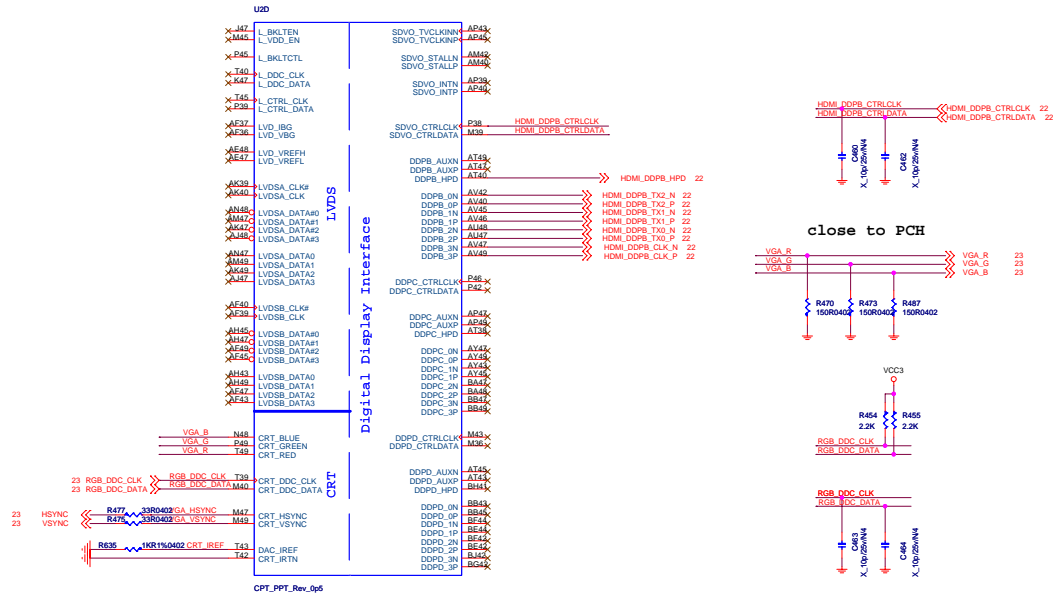 U2D
J47 L_BKLTEN
M45 L_VDD_EN
P45 L_BKLTCTL
T40 L_DDC_CLK
K47 L_DDC_DATA
T45 L_CTRL_CLK
P39 L_CTRL_DATA
AF37 LVD_IBG
AF36 LVD_VBG
AE48 LVD_VREFH
AE47 LVD_VREFL
AK39 LVDSA_CLK#
AK40 LVDSA_CLK
AN48 LVDSA_DATA#0
AM47 LVDSA_DATA#1
AK47 LVDSA_DATA#2
AJ48 LVDSA_DATA#3
AN47 LVDSA_DATA0
AM49 LVDSA_DATA1
AK49 LVDSA_DATA2
AJ47 LVDSA_DATA3
AF40 LVDSB_CLK#
AF39 LVDSB_CLK
AH45 LVDSB_DATA#0
AH47 LVDSB_DATA#1
AF49 LVDSB_DATA#2
AF45 LVDSB_DATA#3
AH43 LVDSB_DATA0
AH49 LVDSB_DATA1
AF47 LVDSB_DATA2
AF43 LVDSB_DATA3
VGA_B N48 CRT_BLUE
VGA_G P49 CRT_GREEN
VGA_R T49 CRT_RED
23 RGB_DDC_CLK RGB_DDC_CLK T39 CRT_DDC_CLK
23 RGB_DDC_DATA RGB_DDC_DATA M40 CRT_DDC_DATA
23 HSYNC R477 33R0402 VGA_HSYNC M47 CRT_HSYNC
23 VSYNC R475 33R0402 VGA_VSYNC M49 CRT_VSYNC
R635 1KR1%0402 CRT_IREF T43 DAC_IREF
T42 CRT_IRTN
LVDS
CRT
Digital Display Interface
SDVO_TVCLKINN AP43
SDVO_TVCLKINP AP45
SDVO_STALLN AM42
SDVO_STALLP AM40
SDVO_INTN AP39
SDVO_INTP AP40
SDVO_CTRLCLK P38 HDMI_DDPB_CTRLCLK
SDVO_CTRLDATA M39 HDMI_DDPB_CTRLDATA
DDPB_AUXN AT49
DDPB_AUXP AT47
DDPB_HPD AT40 HDMI_DDPB_HPD 22
DDPB_0N AV42 HDMI_DDPB_TX2_N 22
DDPB_0P AV40 HDMI_DDPB_TX2_P 22
DDPB_1N AV45 HDMI_DDPB_TX1_N 22
DDPB_1P AV46 HDMI_DDPB_TX1_P 22
DDPB_2N AU48 HDMI_DDPB_TX0_N 22
DDPB_2P AU47 HDMI_DDPB_TX0_P 22
DDPB_3N AV47 HDMI_DDPB_CLK_N 22
DDPB_3P AV49 HDMI_DDPB_CLK_P 22
DDPC_CTRLCLK P46
DDPC_CTRLDATA P42
DDPC_AUXN AP47
DDPC_AUXP AP49
DDPC_HPD AT38
DDPC_0N AY47
DDPC_0P AY49
DDPC_1N AY43
DDPC_1P AY45
DDPC_2N BA47
DDPC_2P BA48
DDPC_3N BB47
DDPC_3P BB49
DDPD_CTRLCLK M43
DDPD_CTRLDATA M36
DDPD_AUXN AT45
DDPD_AUXP AT43
DDPD_HPD BH41
DDPD_0N BB43
DDPD_0P BB45
DDPD_1N BF44
DDPD_1P BE44
DDPD_2N BF42
DDPD_2P BE42
DDPD_3N BJ42
DDPD_3P BG42
CPT_PPT_Rev_0p5
HDMI_DDPB_CTRLCLK HDMI_DDPB_CTRLCLK 22
HDMI_DDPB_CTRLDATA HDMI_DDPB_CTRLDATA 22
C460 X_10p/25v/N4
C462 X_10p/25v/N4
close to PCH
VGA_R VGA_R 23
VGA_G VGA_G 23
VGA_B VGA_B 23
R470 R473 R487
150R0402 150R0402 150R0402
VCC3
R454 R455
2.2K 2.2K
RGB_DDC_CLK
RGB_DDC_DATA
RGB_DDC_CLK
RGB_DDC_DATA
C463 X_10p/25v/N4
C464 X_10p/25v/N4